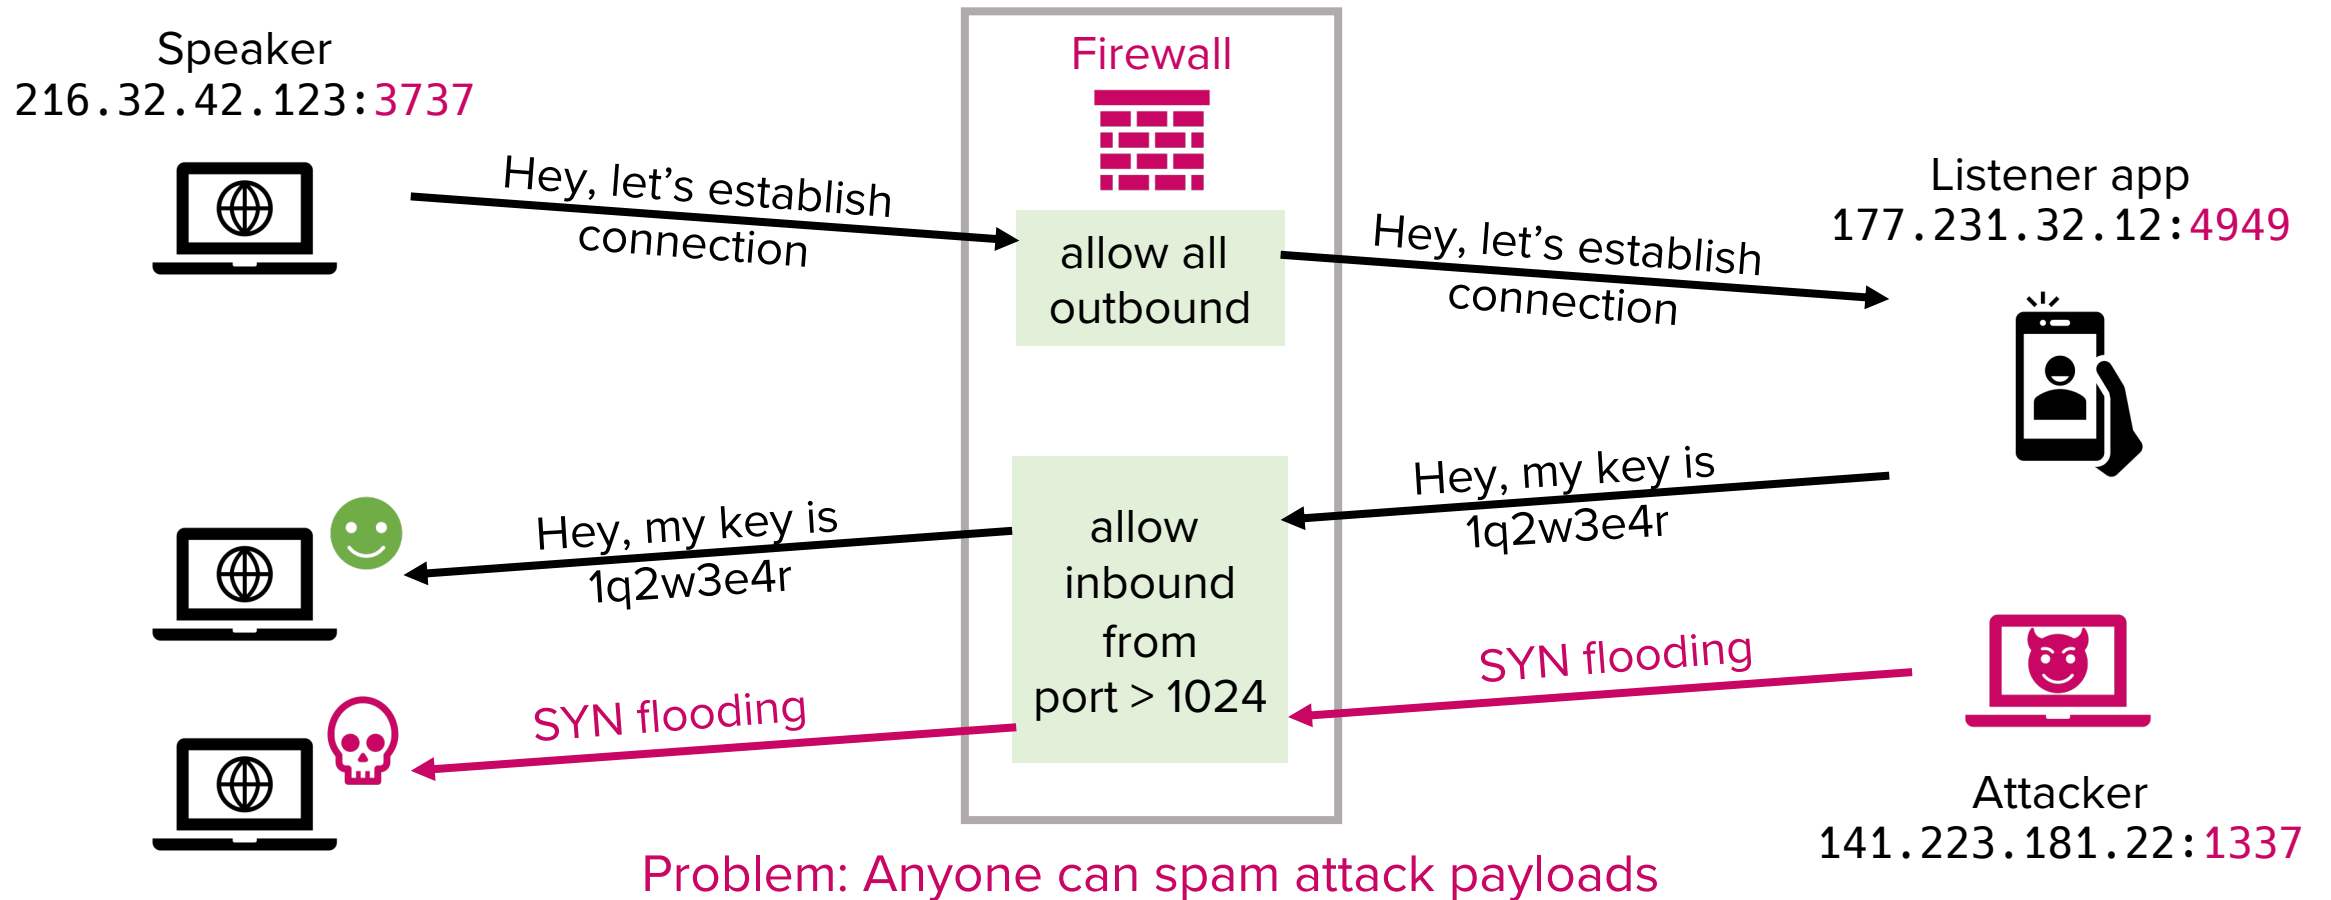 Speaker
216.32.42.123:3737
Firewall
Hey, let's establish
connection
allow all
outbound
Hey, let's establish
connection
Listener app
177.231.32.12:4949
Hey, my key is
1q2w3e4r
allow
inbound
from
port > 1024
Hey, my key is
1q2w3e4r
SYN flooding
SYN flooding
Attacker
141.223.181.22:1337
Problem: Anyone can spam attack payloads